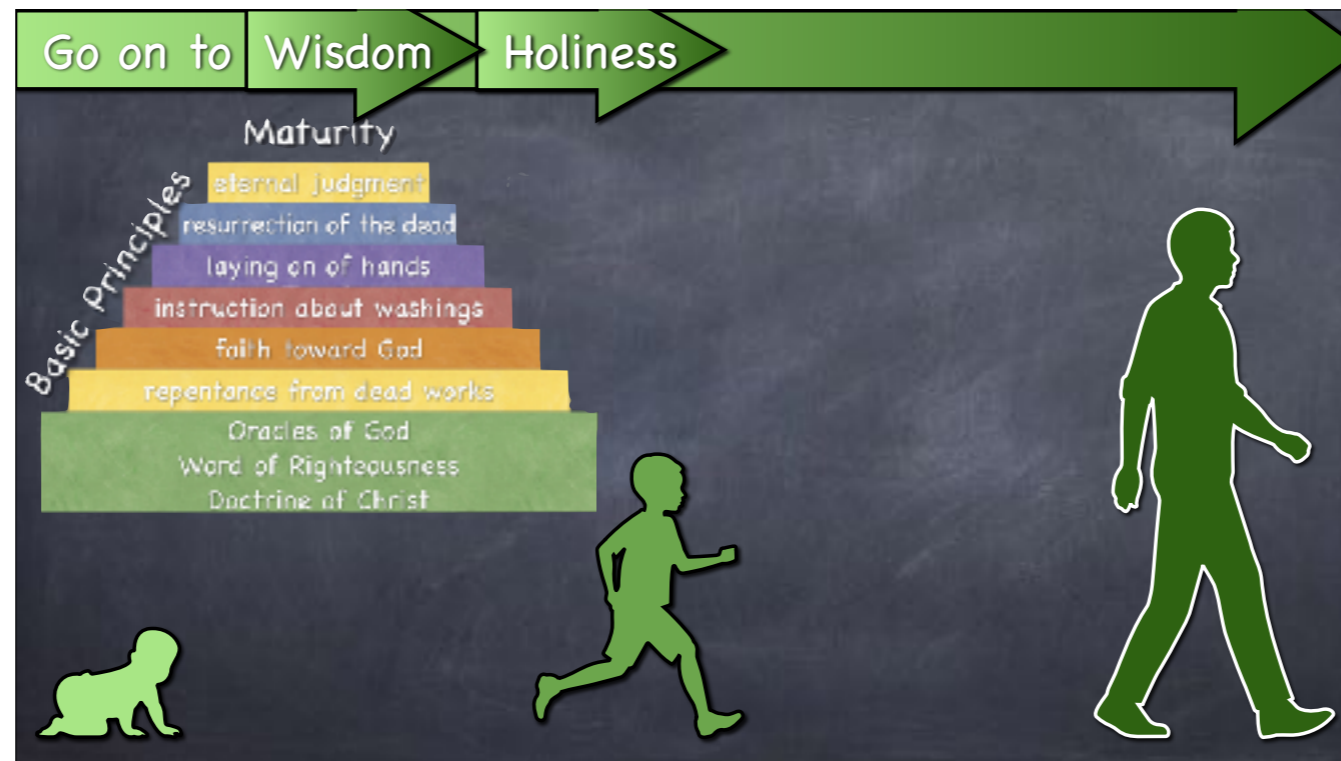 Go on to Wisdom Holiness
Maturity
Basic Principles
eternal judgment
resurrection of the dead
laying on of hands
instruction about washings
faith toward God
repentance from dead works
Oracles of God
Word of Righteousness
Doctrine of Christ